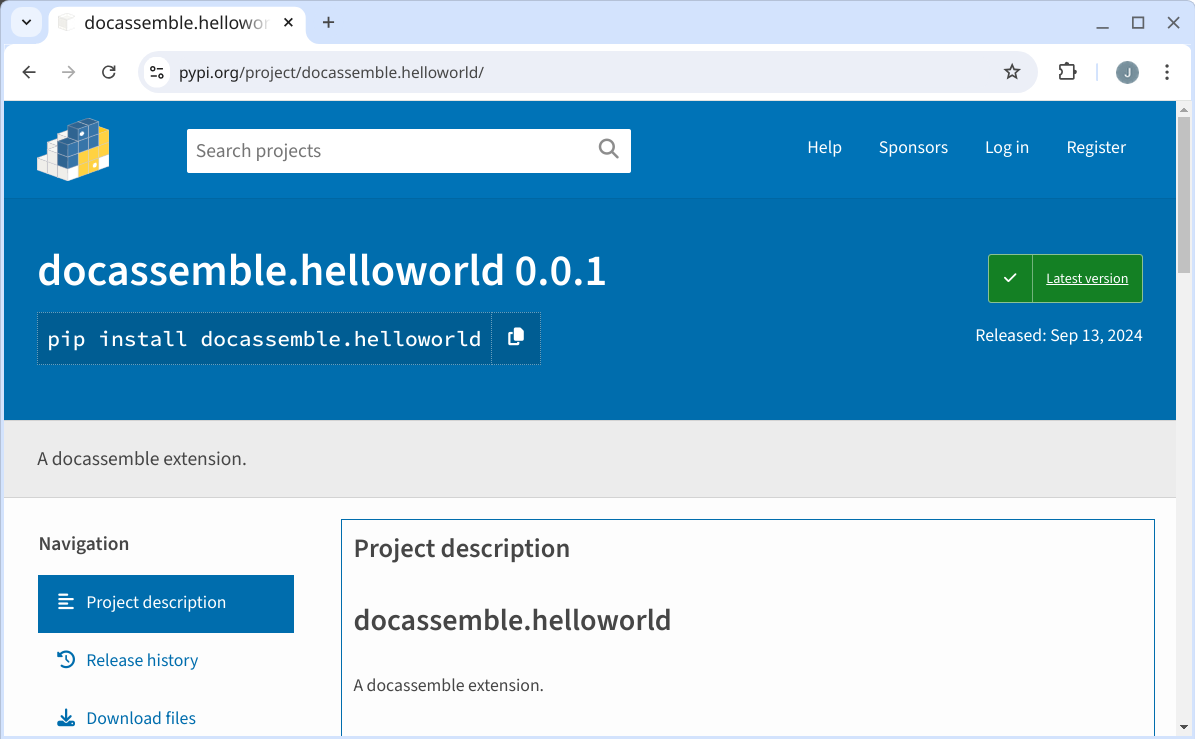 docassemble.hellowor
pypi.org/project/docassemble.helloworld/
J
Search projects
Help Sponsors Log in Register
docassemble.helloworld 0.0.1
Latest version
pip install docassemble.helloworld
Released: Sep 13, 2024
A docassemble extension.
Navigation
Project description
Release history
Download files
Project description
docassemble.helloworld
A docassemble extension.